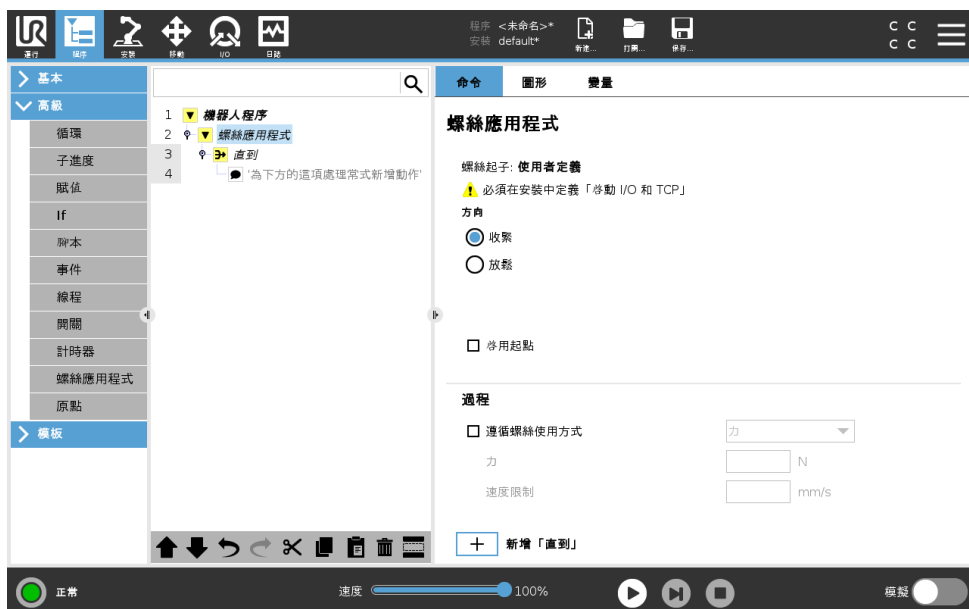 UR
運行
程序
安裝
移動
I/O
日誌
程序 <未命名>*
安裝 default*
新建...
打開...
保存...
C C
C C
基本
高級
循環
子進度
賦值
If
腳本
事件
線程
開關
計時器
螺絲應用程式
原點
模板
1 機器人程序
2 螺絲應用程式
3 直到
4 '為下方的這項處理常式新增動作'
命令 圖形 變量
螺絲應用程式
螺絲起子: 使用者定義
必須在安裝中定義「啓動 I/O 和 TCP」
方向
收緊
放鬆
啓用起點
過程
遵循螺絲使用方式 力
力 N
速度限制 mm/s
新增「直到」
正常
速度 100%
模擬